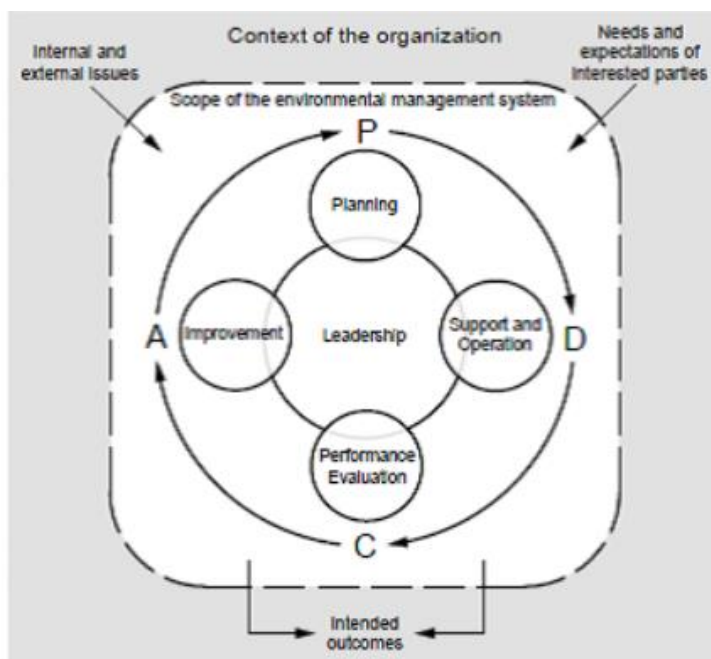 Context of the organization
Internal and
external issues
Needs and
expectations of
interested parties
Scope of the environmental management system
P
Planning
A
Improvement
Leadership
Support and
Operation
D
Performance
Evaluation
C
Intended
outcomes